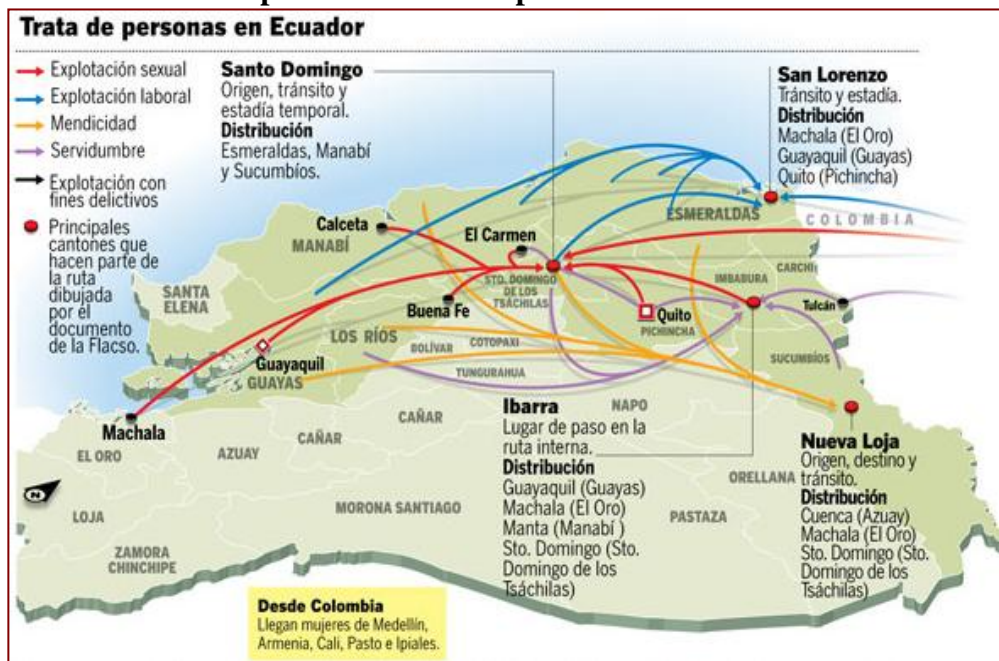 Trata de personas en Ecuador
Explotación sexual
Explotación laboral
Mendicidad
Servidumbre
Explotación con
fines delictivos
Principales
cantones que
hacen parte de
la ruta
dibujada
por el
documento
de la Flacso.
Santo Domingo
Origen, tránsito y
estadía temporal.
Distribución
Esmeraldas, Manabí
y Sucumbíos.
San Lorenzo
Tránsito y estadía.
Distribución
Machala (El Oro)
Guayaquil (Guayas)
Quito (Pichincha)
ESMERALDAS
COLOMBIA
Calceta
MANABÍ
El Carmen
STO. DOMINGO
DE LOS
TSÁCHILAS
IMBABURA
CARCHI
SANTA
ELENA
Buena Fe
Quito
PICHINCHA
Tulcán
LOS RÍOS
Guayaquil
GUAYAS
BOLÍVAR
COTOPAXI
TUNGURAHUA
SUCUMBÍOS
Machala
EL ORO
AZUAY
CAÑAR
CAÑAR
NAPO
ORELLANA
PASTAZA
MORONA SANTIAGO
LOJA
ZAMORA
CHINCHIPE
N
Ibarra
Lugar de paso en la
ruta interna.
Distribución
Guayaquil (Guayas)
Machala (El Oro)
Manta (Manabí )
Sto. Domingo (Sto.
Domingo de los
Tsáchilas)
Nueva Loja
Origen, destino y
tránsito.
Distribución
Cuenca (Azuay)
Machala (El Oro)
Sto. Domingo (Sto.
Domingo de los
Tsáchilas)
Desde Colombia
Llegan mujeres de Medellín,
Armenia, Cali, Pasto e Ipiales.